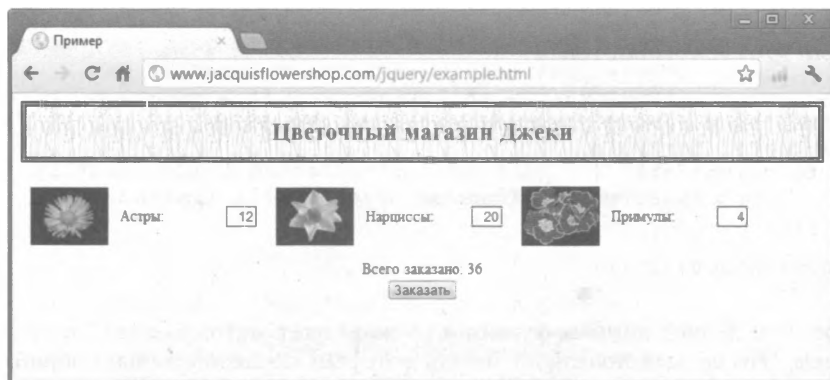 Пример
www.jacquisflowershop.com/jquery/example.html
Цветочный магазин Джеки
Астры: 12 Нарциссы: 20 Примулы: 4
Всего заказано: 36
Заказать